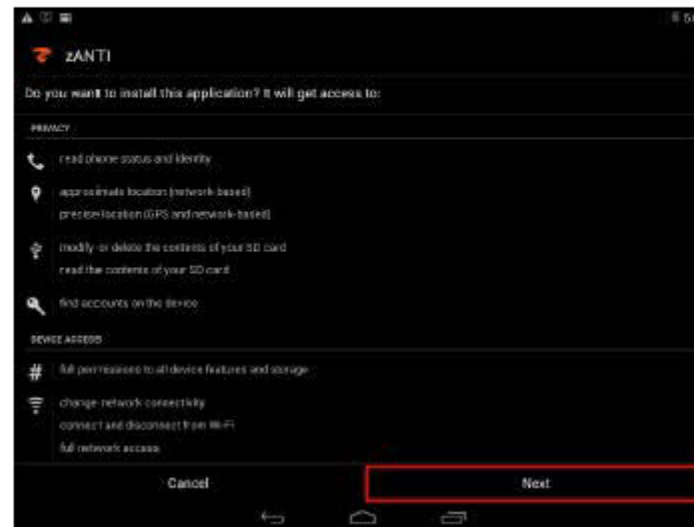 zANTI
Do you want to install this application? It will get access to:
PRIVACY
read phone status and identity
approximate location (network-based)
precise location (GPS and network-based)
modify or delete the contents of your SD card
read the contents of your SD card
find accounts on the device
DEVICE ACCESS
full permissions to all device features and storage
change network connectivity
connect and disconnect from Wi-Fi
full network access
Cancel
Next